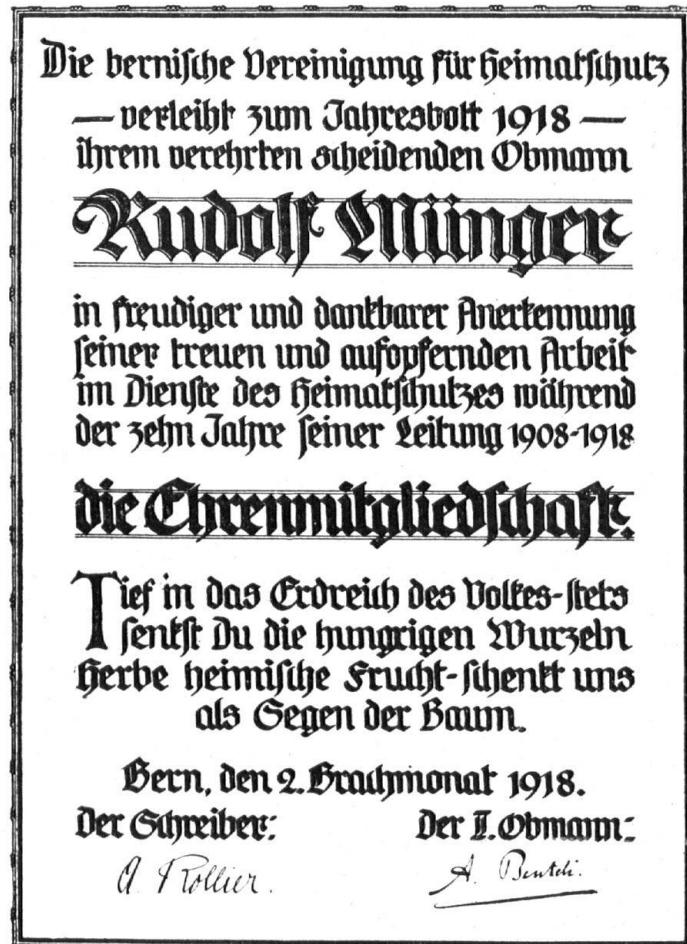 Die bernische Vereinigung für Heimatschutz
— verleiht zum Jahresbott 1918 —
ihrem verehrten scheidenden Obmann
Rudolf Münger
in freudiger und dankbarer Anerkennung
seiner treuen und aufopfernden Arbeit
im Dienste des Heimatschutzes während
der zehn Jahre seiner Leitung 1908-1918
die Ehrenmitgliedschaft.
Tief in das Erdreich des Volkes-stets
senkst Du die hungrigen Wurzeln
Herbe heimische Frucht-schenkt uns
als Segen der Baum.
Bern, den 2. Brachmonat 1918.
Der Schreiber: Der II. Obmann:
A. Rollier. A. Benteli.